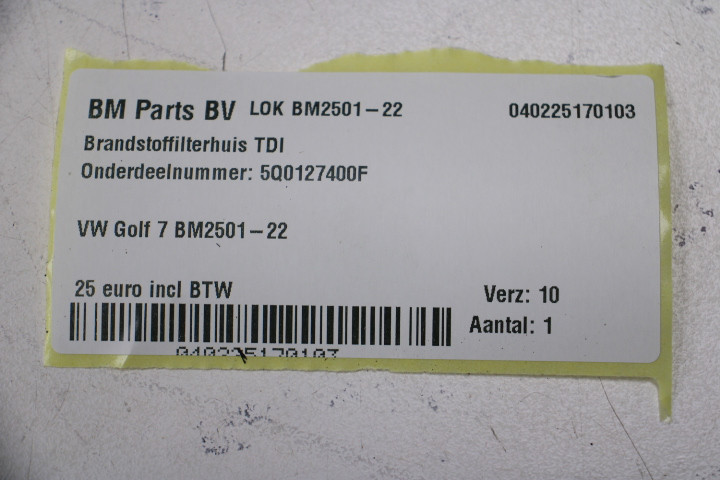 BM Parts BV LOK BM2501-22 040225170103
Brandstoffilterhuis TDI
Onderdeelnummer: 5Q0127400F
VW Golf 7 BM2501-22
25 euro incl BTW Verz: 10
Aantal: 1
040225170103